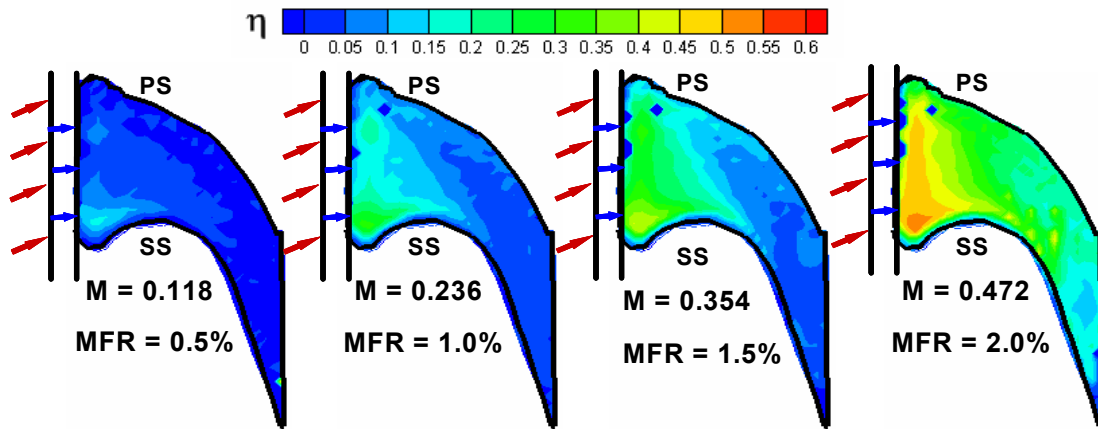 η
0 0.05 0.1 0.15 0.2 0.25 0.3 0.35 0.4 0.45 0.5 0.55 0.6
PS PS PS PS
SS SS SS SS
M = 0.118 M = 0.236 M = 0.354 M = 0.472
MFR = 0.5% MFR = 1.0% MFR = 1.5% MFR = 2.0%